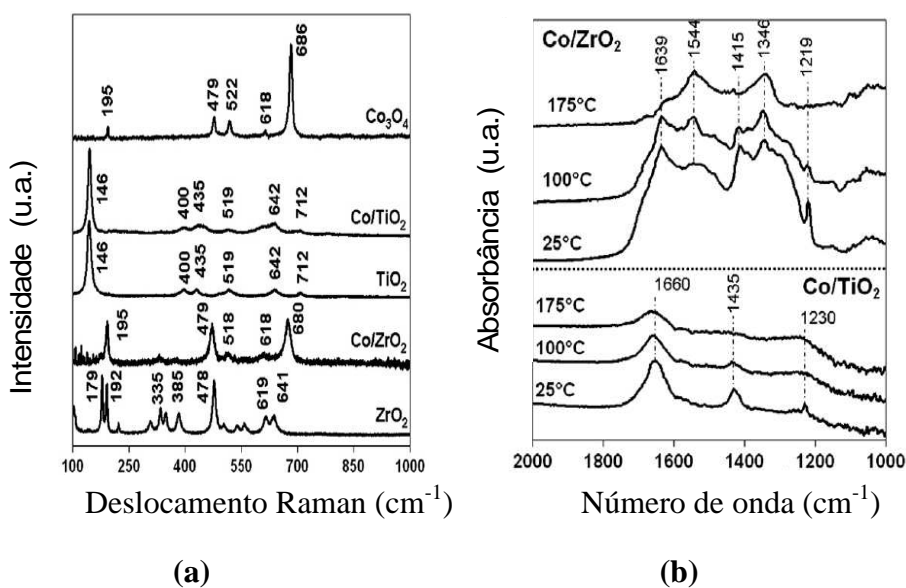 Intensidade (u.a.)
686
195
479
522
618
Co₃O₄
146
400
435
519
642
712
Co/TiO₂
146
400
435
519
642
712
TiO₂
195
479
518
618
680
Co/ZrO₂
179
192
335
385
478
619
641
ZrO₂
100 250 400 550 700 850 1000
Deslocamento Raman (cm⁻¹)
(a)
Absorbância (u.a.)
Co/ZrO₂
1639
1544
1415
1346
1219
175°C
100°C
25°C
Co/TiO₂
1660
1435
1230
175°C
100°C
25°C
2000 1800 1600 1400 1200 1000
Número de onda (cm⁻¹)
(b)